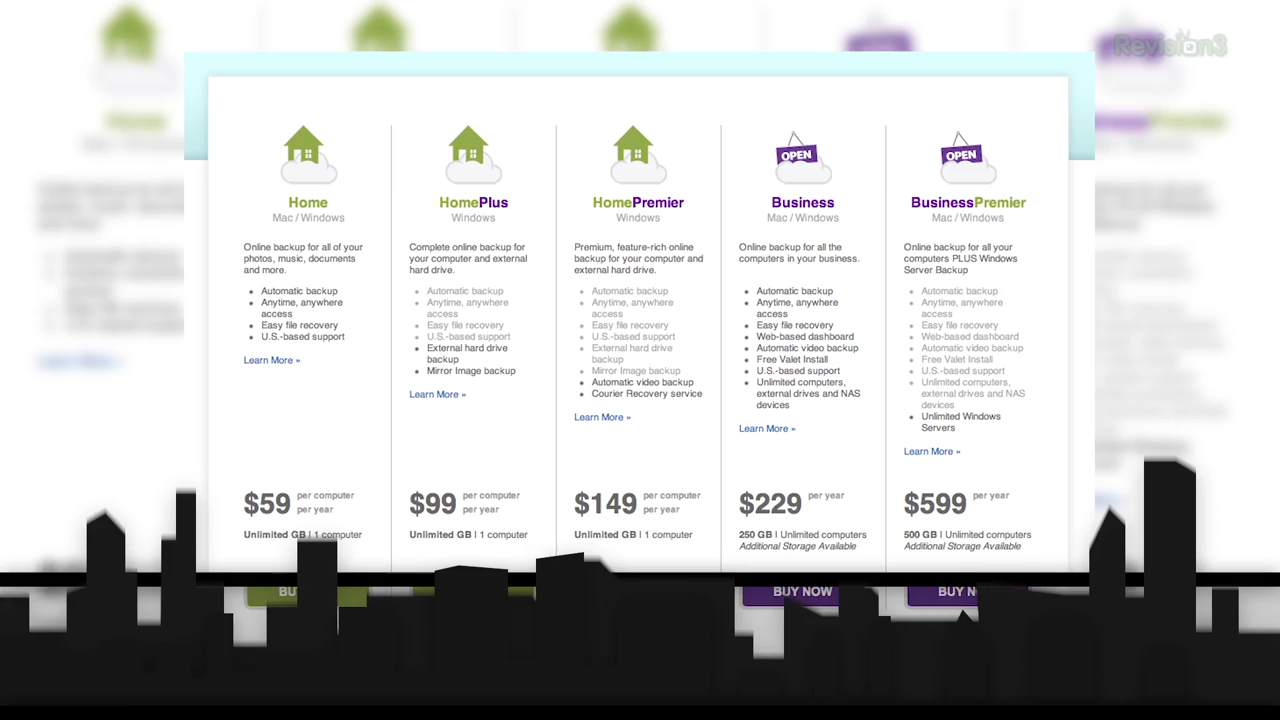 Revision3
Home
Mac / Windows
Online backup for all of your
photos, music, documents
and more.
Automatic backup
Anytime, anywhere
access
Easy file recovery
U.S.-based support
Learn More »
$59 per computer
per year
Unlimited GB | 1 computer
HomePlus
Windows
Complete online backup for
your computer and external
hard drive.
Automatic backup
Anytime, anywhere
access
Easy file recovery
U.S.-based support
External hard drive
backup
Mirror Image backup
Learn More »
$99 per computer
per year
Unlimited GB | 1 computer
HomePremier
Windows
Premium, feature-rich online
backup for your computer and
external hard drive.
Automatic backup
Anytime, anywhere
access
Easy file recovery
U.S.-based support
External hard drive
backup
Mirror Image backup
Automatic video backup
Courier Recovery service
Learn More »
$149 per computer
per year
Unlimited GB | 1 computer
OPEN
Business
Mac / Windows
Online backup for all the
computers in your business.
Automatic backup
Anytime, anywhere
access
Easy file recovery
Web-based dashboard
Automatic video backup
Free Valet Install
U.S.-based support
Unlimited computers,
external drives and NAS
devices
Learn More »
$229 per year
250 GB | Unlimited computers
Additional Storage Available
BUY NOW
OPEN
BusinessPremier
Mac / Windows
Online backup for all your
computers PLUS Windows
Server Backup
Automatic backup
Anytime, anywhere
access
Easy file recovery
Web-based dashboard
Automatic video backup
Free Valet Install
U.S.-based support
Unlimited computers,
external drives and NAS
devices
Unlimited Windows
Servers
Learn More »
$599 per year
500 GB | Unlimited computers
Additional Storage Available
BUY N